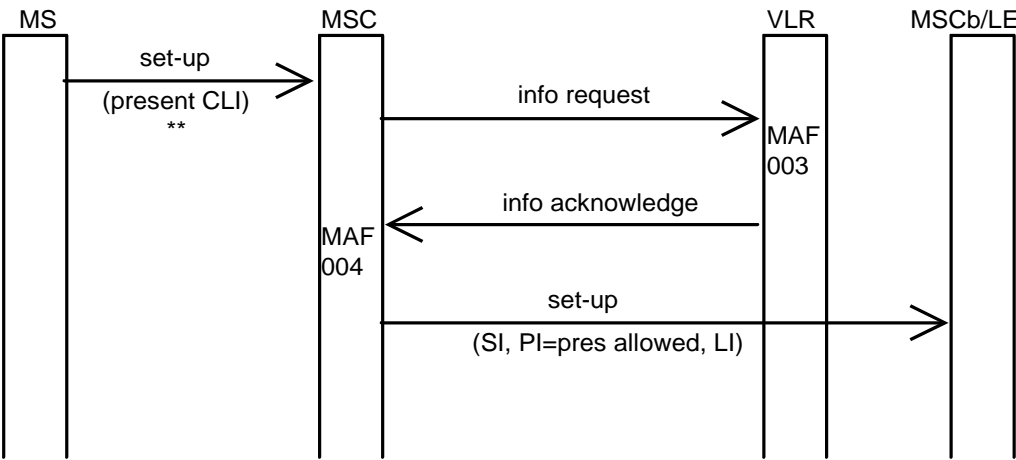 MS MSC VLR MSCb/LE
set-up
(present CLI)
**
info request
MAF
003
info acknowledge
MAF
004
set-up
(SI, PI=pres allowed, LI)